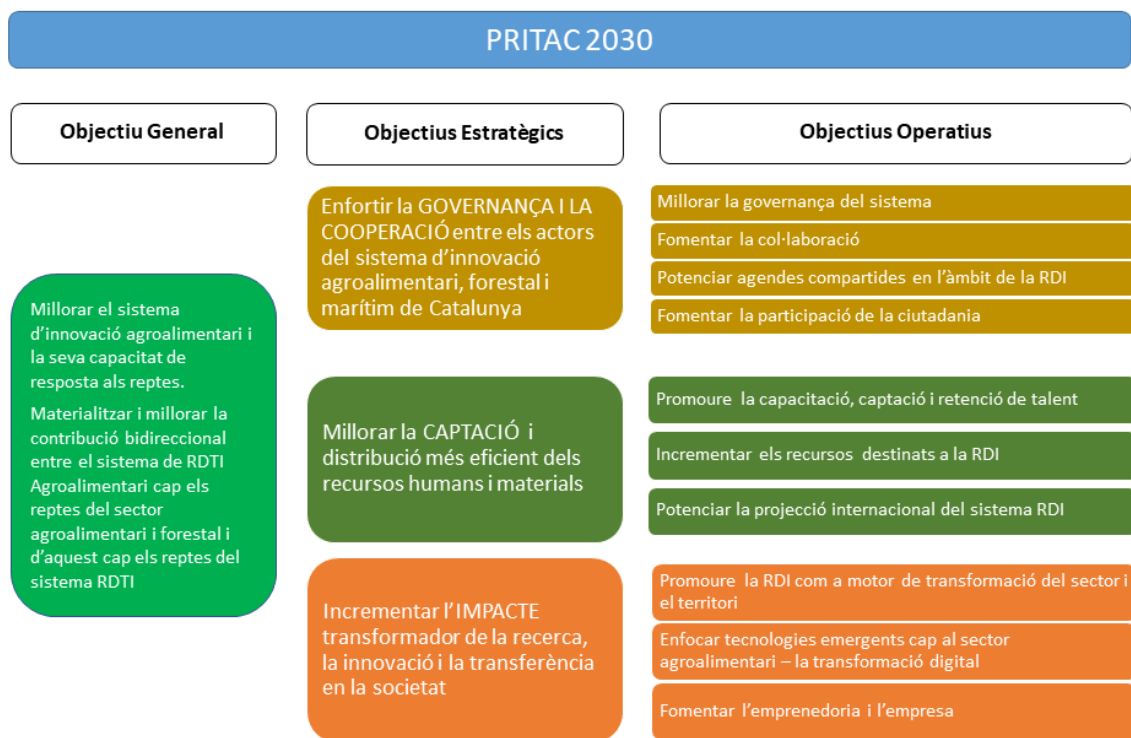 PRITAC 2030
Objectiu General
Objectius Estratègics
Objectius Operatius
Millorar el sistema
d'innovació agroalimentari i
la seva capacitat de
resposta als reptes.
Materialitzar i millorar la
contribució bidireccional
entre el sistema de RDTI
Agroalimentari cap els
reptes del sector
agroalimentari i forestal i
d'aquest cap els reptes del
sistema RDTI
Enfortir la GOVERNANÇA I LA
COOPERACIÓ entre els actors
del sistema d'innovació
agroalimentari, forestal i
marítim de Catalunya
Millorar la governança del sistema
Fomentar la col·laboració
Potenciar agendes compartides en l'àmbit de la RDI
Fomentar la participació de la ciutadania
Millorar la CAPTACIÓ i
distribució més eficient dels
recursos humans i materials
Promoure la capacitació, captació i retenció de talent
Incrementar els recursos destinats a la RDI
Potenciar la projecció internacional del sistema RDI
Incrementar l'IMPACTE
transformador de la recerca,
la innovació i la transferència
en la societat
Promoure la RDI com a motor de transformació del sector i
el territori
Enfocar tecnologies emergents cap al sector
agroalimentari – la transformació digital
Fomentar l'emprenedoria i l'empresa